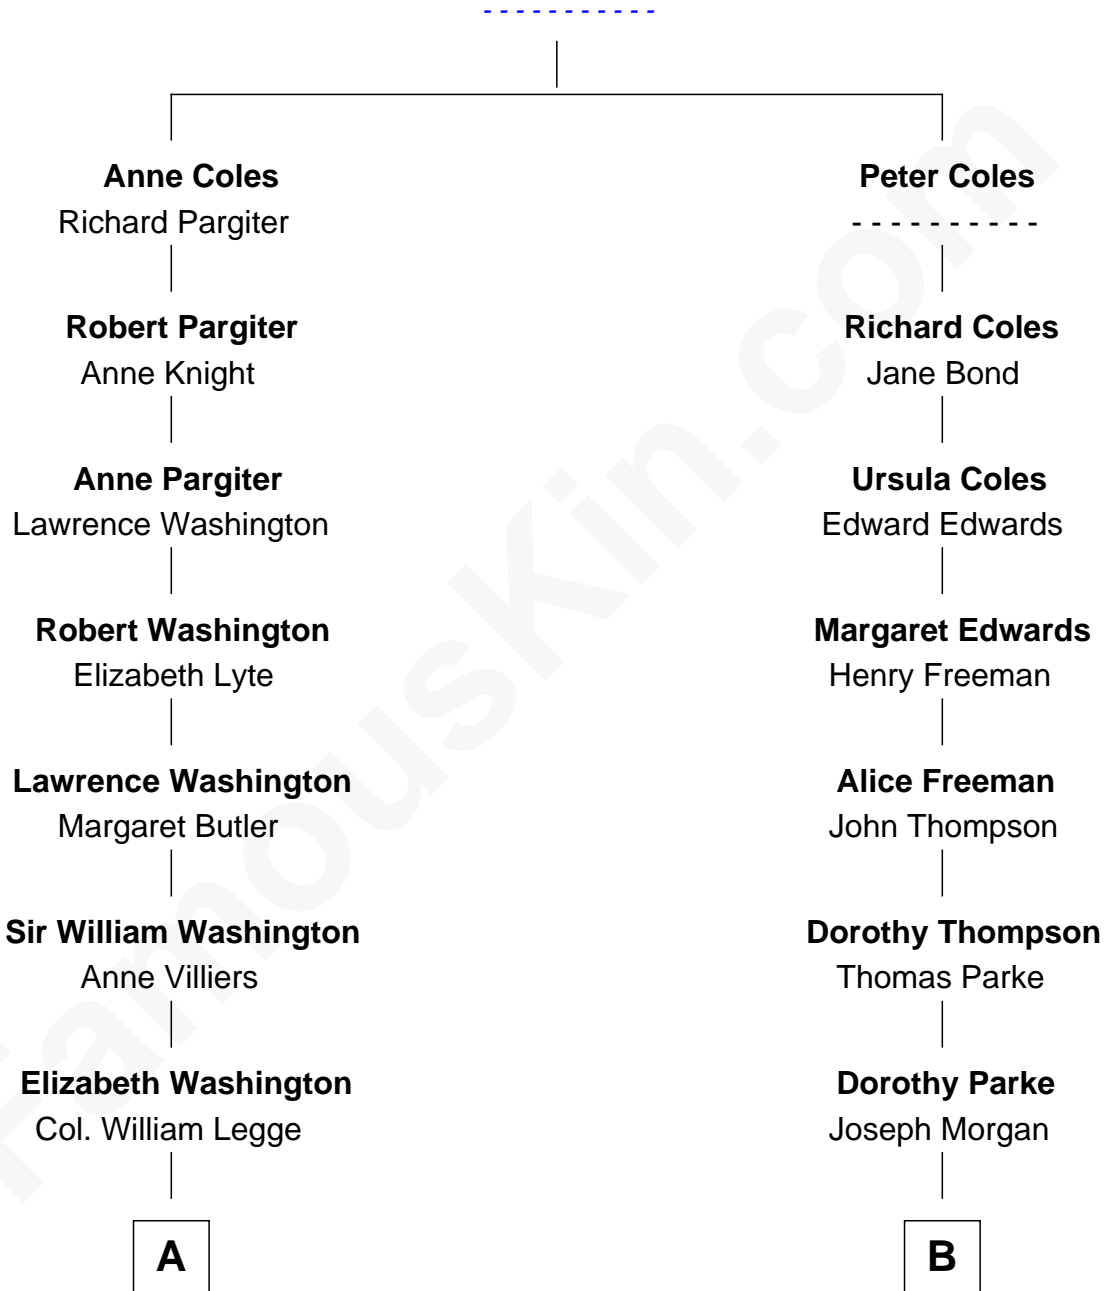 - - - - - - - - - - -
Anne Coles
Richard Pargiter
Robert Pargiter
Anne Knight
Anne Pargiter
Lawrence Washington
Robert Washington
Elizabeth Lyte
Lawrence Washington
Margaret Butler
Sir William Washington
Anne Villiers
Elizabeth Washington
Col. William Legge
A
Peter Coles
- - - - - - - - - -
Richard Coles
Jane Bond
Ursula Coles
Edward Edwards
Margaret Edwards
Henry Freeman
Alice Freeman
John Thompson
Dorothy Thompson
Thomas Parke
Dorothy Parke
Joseph Morgan
B
FamousKin.com